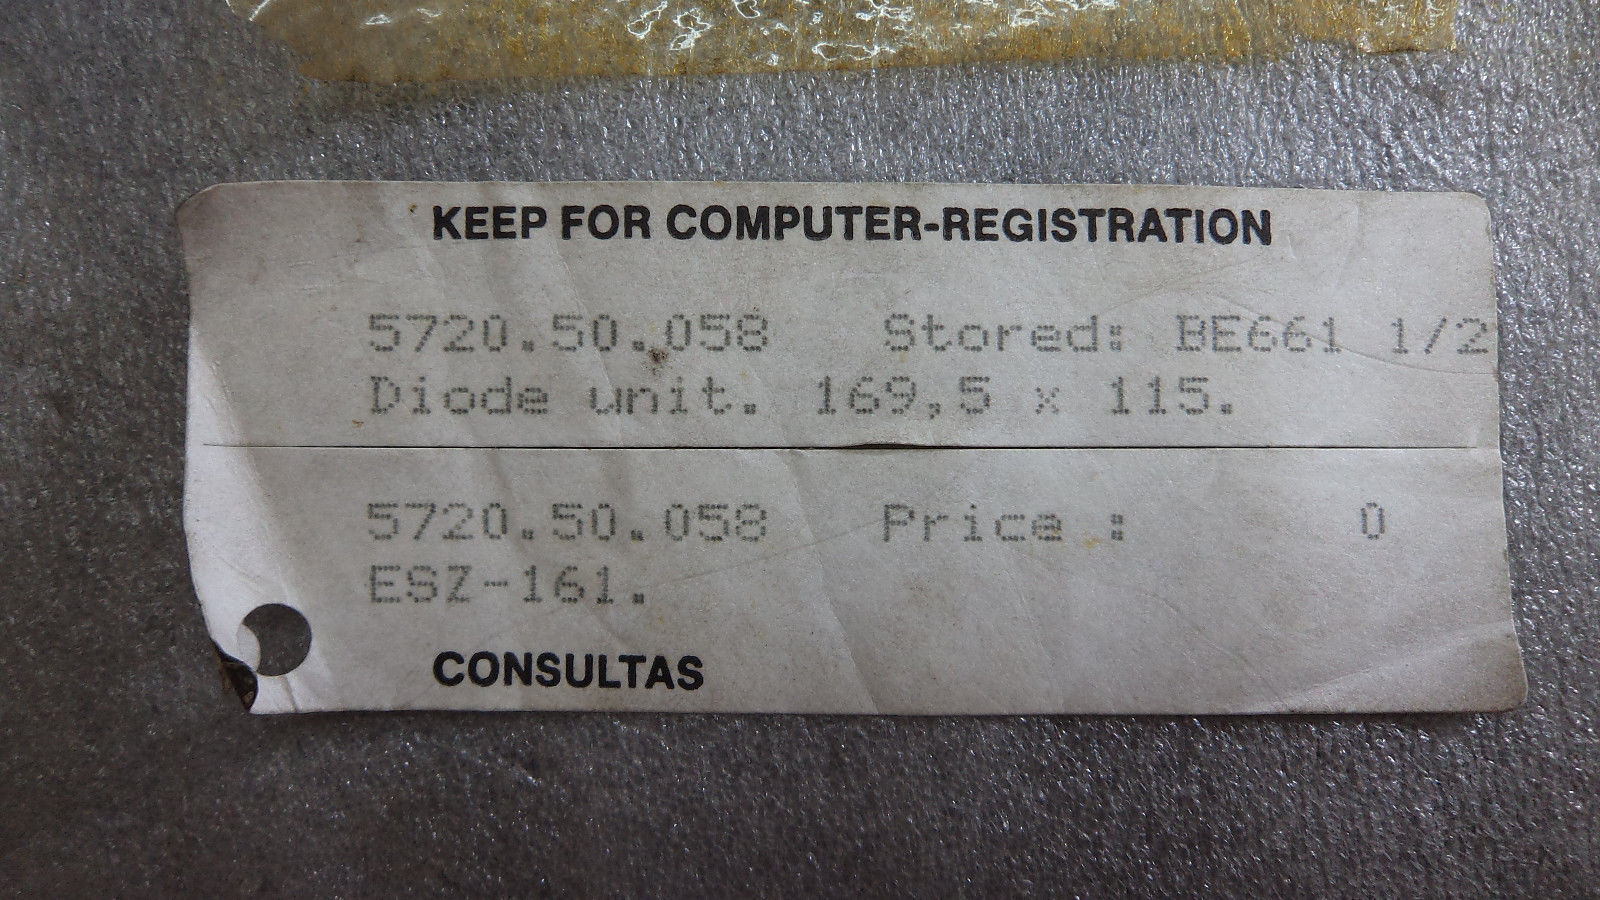 KEEP FOR COMPUTER-REGISTRATION
5720.50.058 Stored: BE661 1/2
Diode unit. 169,5 x 115.
5720.50.058 Price : 0
ESZ-161.
CONSULTAS